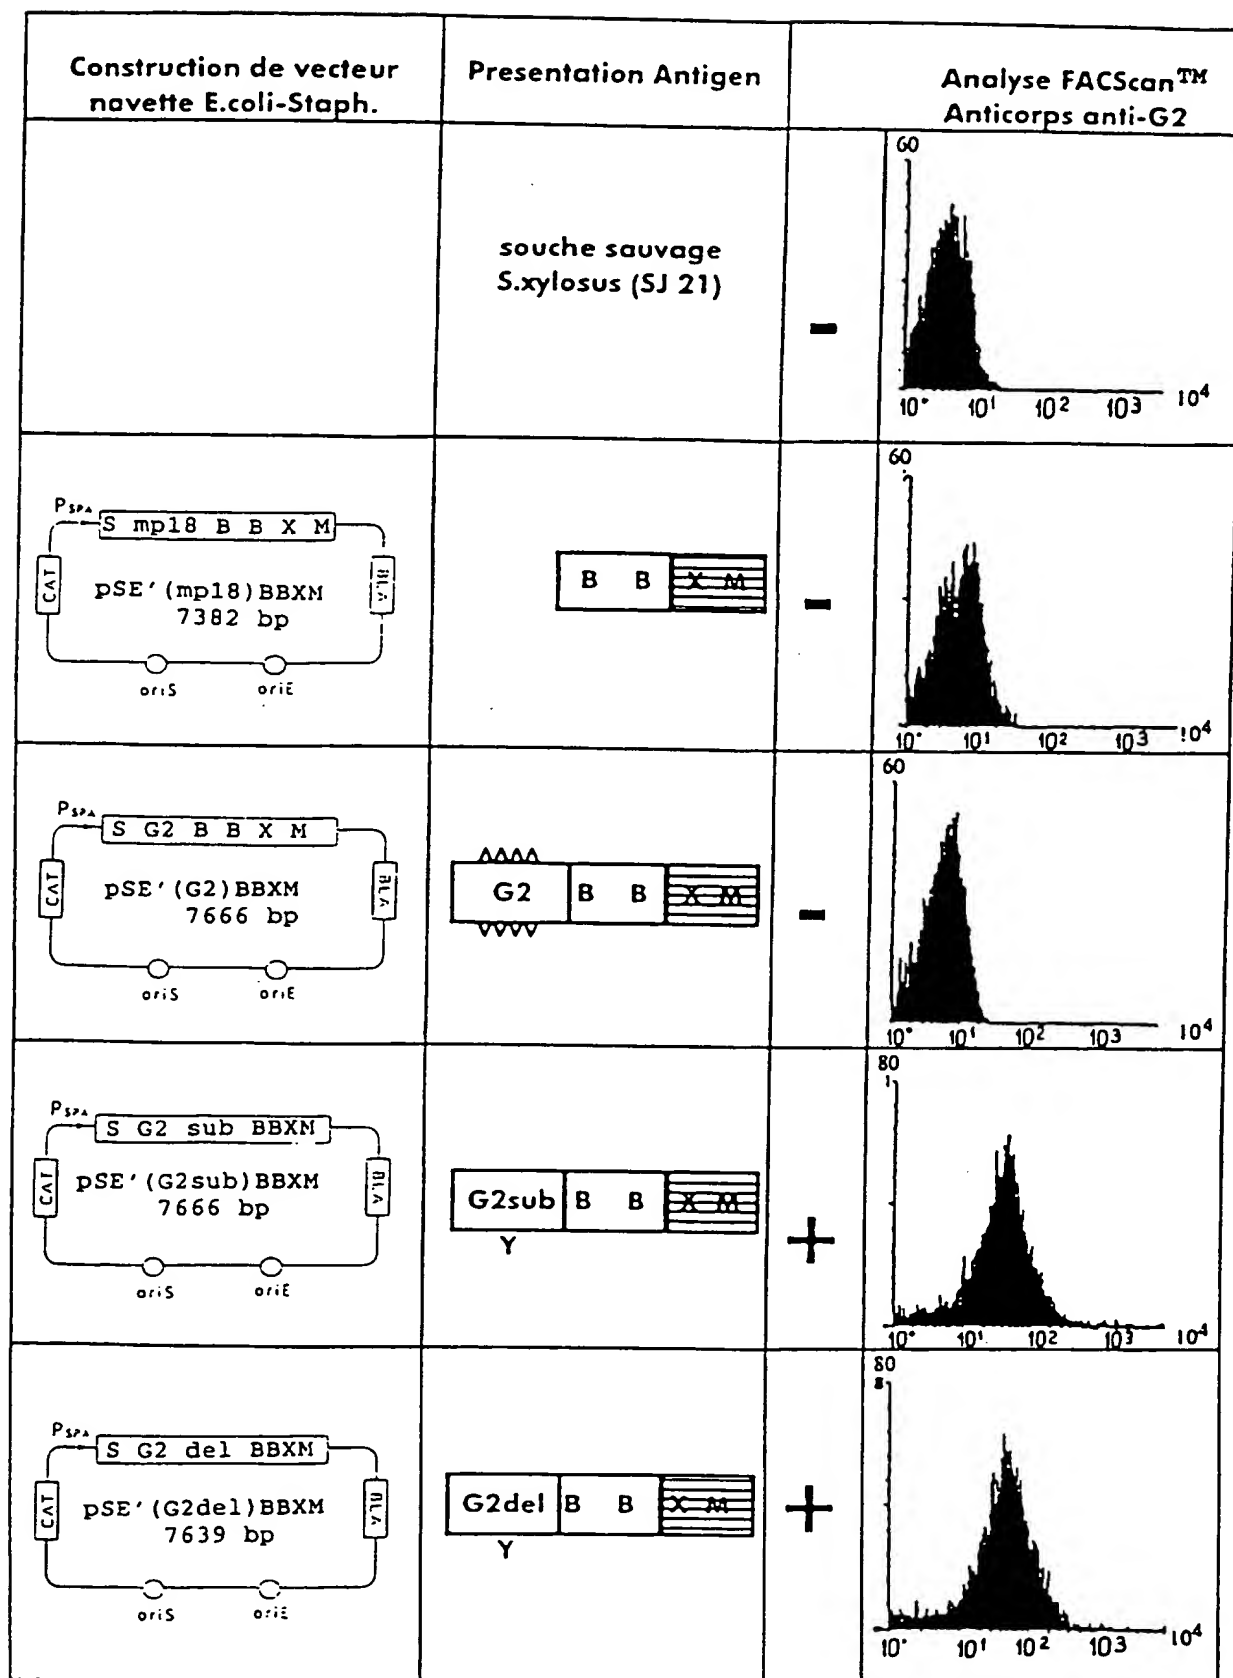 Construction de vecteur
navette E.coli-Staph.
Presentation Antigen
Analyse FACScan™
Anticorps anti-G2
souche sauvage
S.xylosus (SJ 21)
-
60
10° 10¹ 10² 10³ 10⁴
PSPA
S mp18 B B X M
CAT
BLA
pSE'(mp18)BBXM
7382 bp
oriS oriE
B B X M
-
60
10° 10¹ 10² 10³ 10⁴
PSPA
S G2 B B X M
CAT
BLA
pSE'(G2)BBXM
7666 bp
oriS oriE
G2 B B X M
-
60
10° 10¹ 10² 10³ 10⁴
PSPA
S G2 sub BBXM
CAT
BLA
pSE'(G2sub)BBXM
7666 bp
oriS oriE
G2sub B B X M
Y
+
80
10° 10¹ 10² 10³ 10⁴
PSPA
S G2 del BBXM
CAT
BLA
pSE'(G2del)BBXM
7639 bp
oriS oriE
G2del B B X M
Y
+
80
10° 10¹ 10² 10³ 10⁴